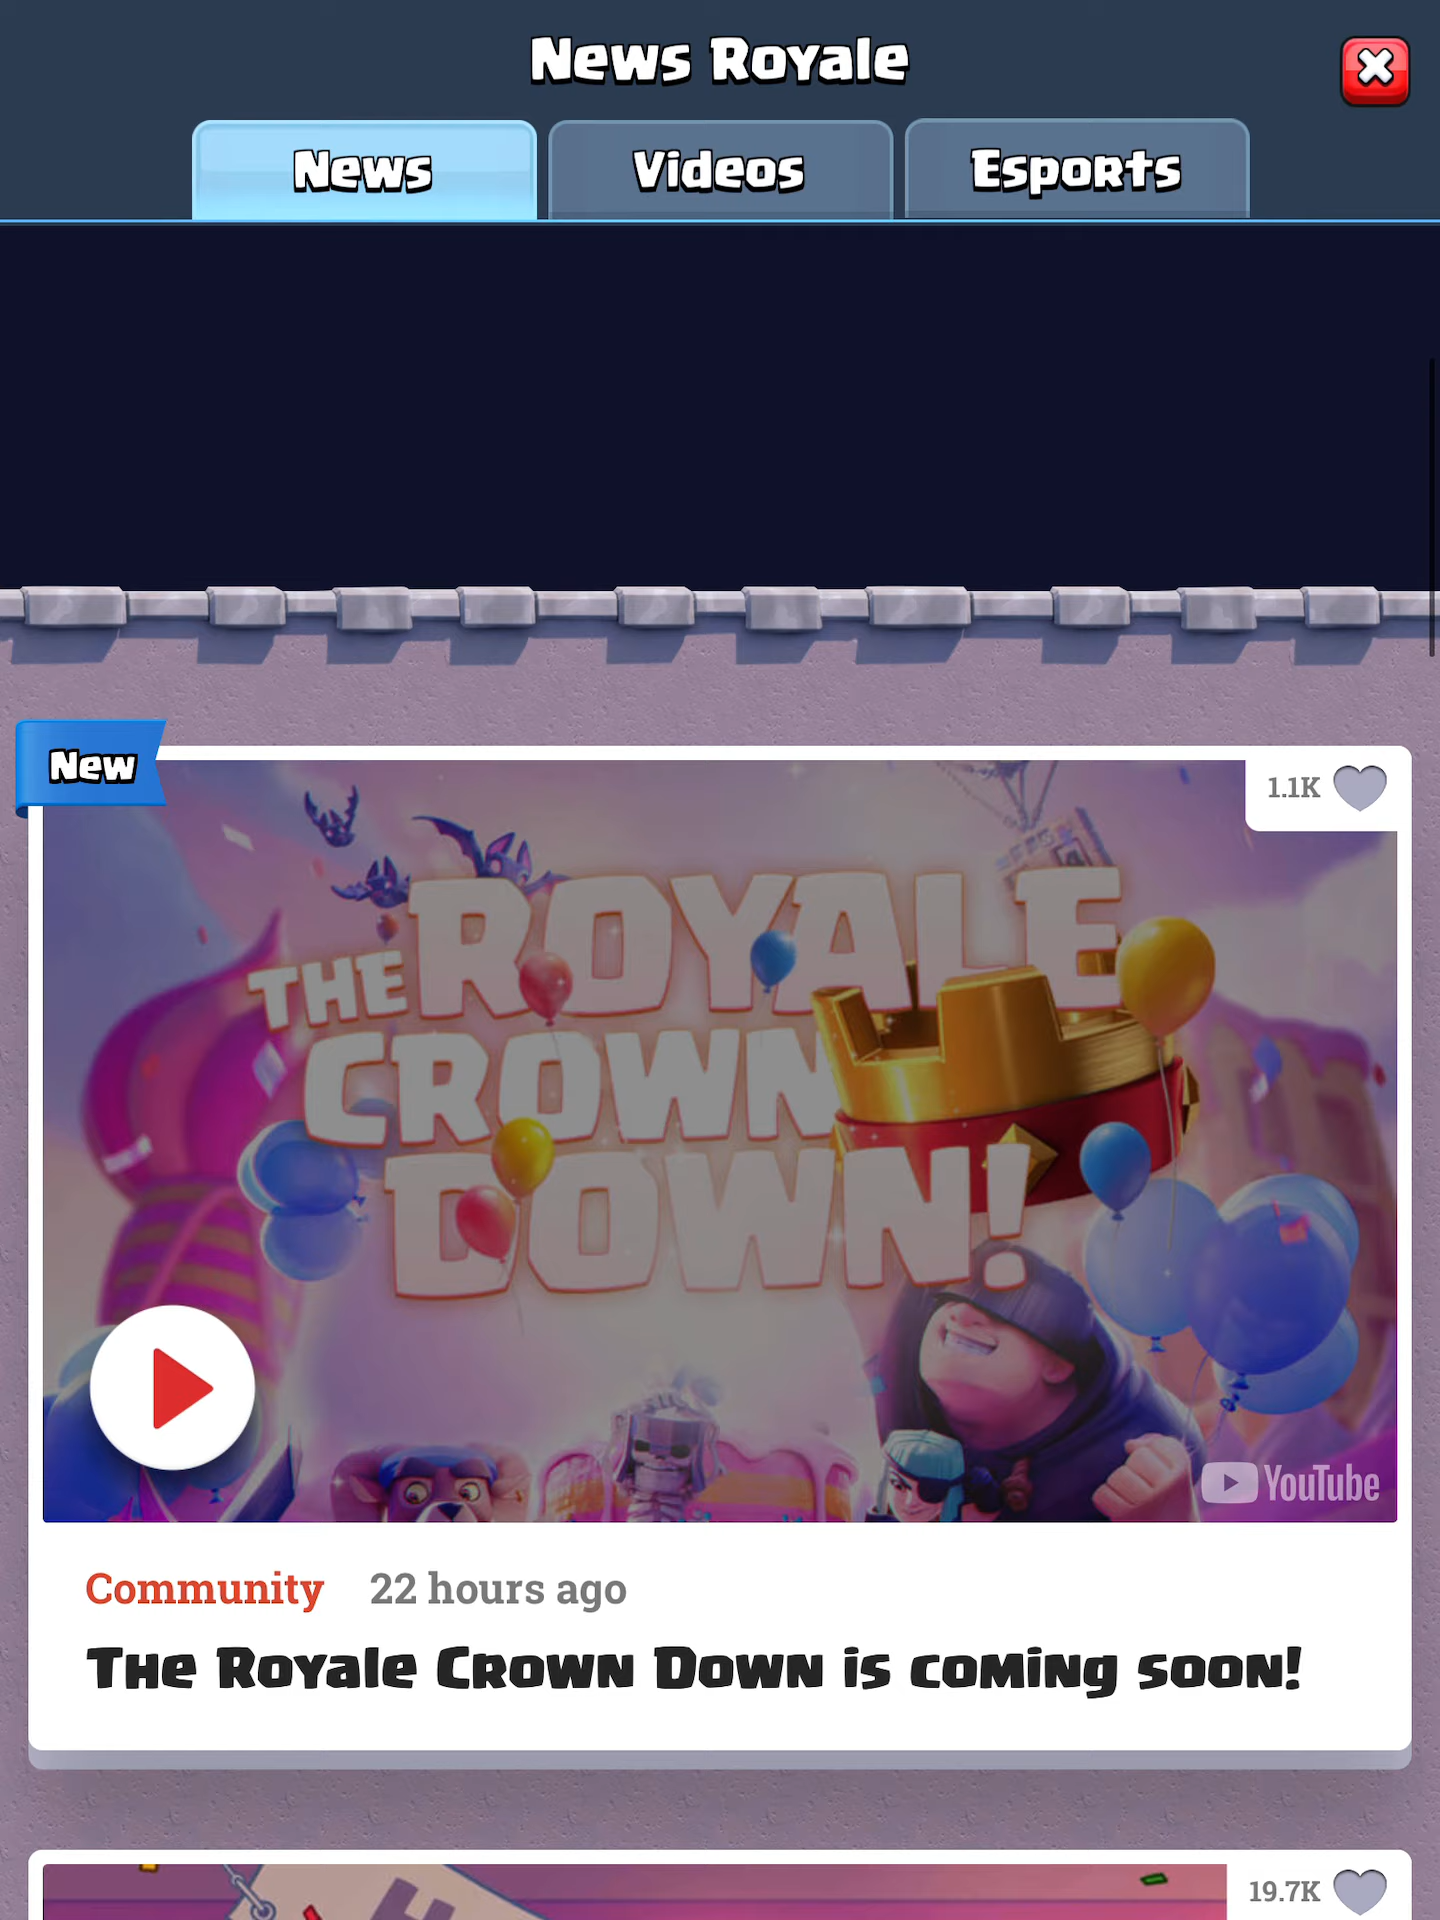 News Royale
News
Videos
Esports
New
1.1K
THE ROYALE
CROWN
DOWN!
YouTube
Community 22 hours ago
The Royale Crown Down is coming soon!
19.7K